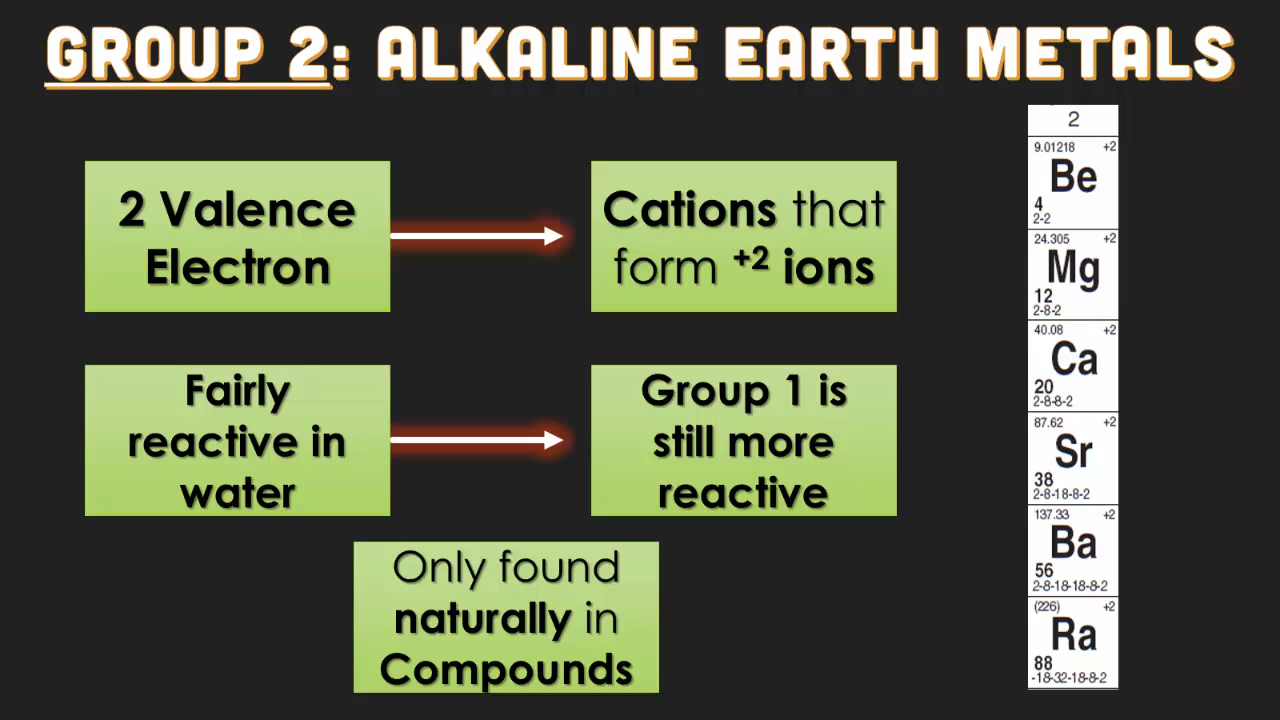 GROUP 2: ALKALINE EARTH METALS
2 Valence
Electron
Cations that
form +2 ions
Fairly
reactive in
water
Group 1 is
still more
reactive
Only found
naturally in
Compounds
2
9.01218 +2
Be
4
2-2
24.305 +2
Mg
12
2-8-2
40.08 +2
Ca
20
2-8-8-2
87.62 +2
Sr
38
2-8-18-8-2
137.33 +2
Ba
56
2-8-18-18-8-2
(226) +2
Ra
88
-18-32-18-8-2